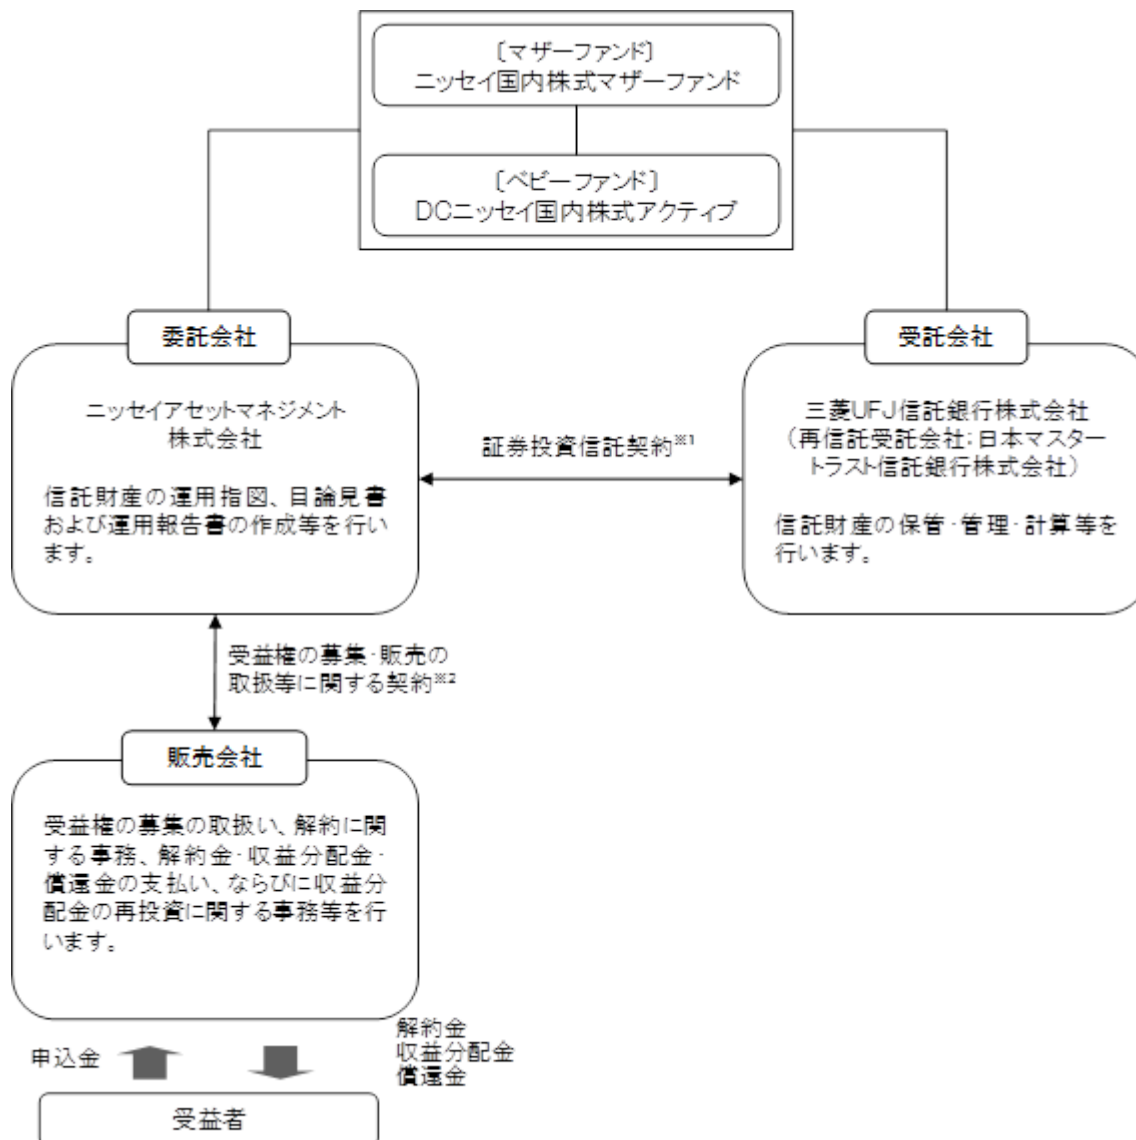 〔マザーファンド〕
ニッセイ国内株式マザーファンド
〔ベビーファンド〕
DCニッセイ国内株式アクティブ
委託会社
ニッセイアセットマネジメント
株式会社
信託財産の運用指図、目論見書
および運用報告書の作成等を行い
ます。
証券投資信託契約※1
受託会社
三菱UFJ信託銀行株式会社
（再信託受託会社：日本マスター
トラスト信託銀行株式会社）
信託財産の保管・管理・計算等を
行います。
受益権の募集・販売の
取扱等に関する契約※2
販売会社
受益権の募集の取扱い、解約に関
する事務、解約金・収益分配金・
償還金の支払い、ならびに収益分
配金の再投資に関する事務等を行
います。
申込金
解約金
収益分配金
償還金
受益者